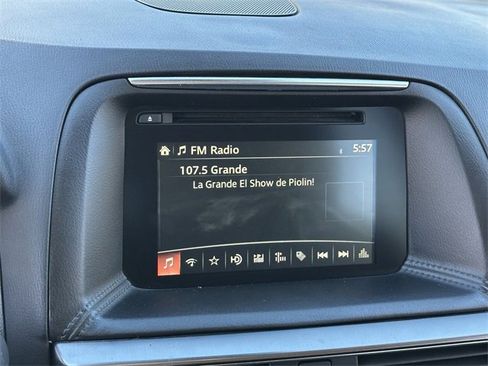 FM Radio 5:57
107.5 Grande
La Grande El Show de Piolin!